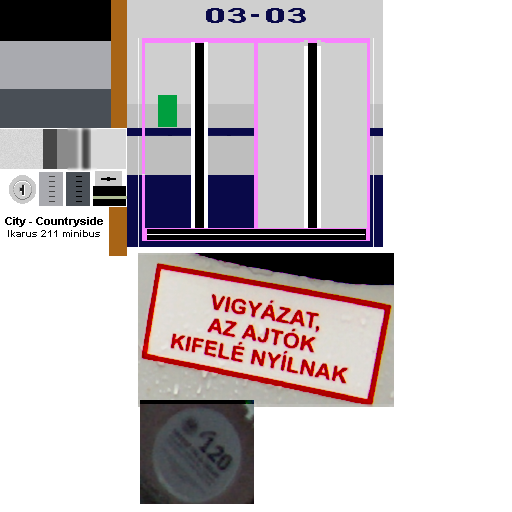 03-03
City - Countryside
Ikarus 211 minibus
VIGYÁZAT,
AZ AJTÓK
KIFELÉ NYÍLNAK
120